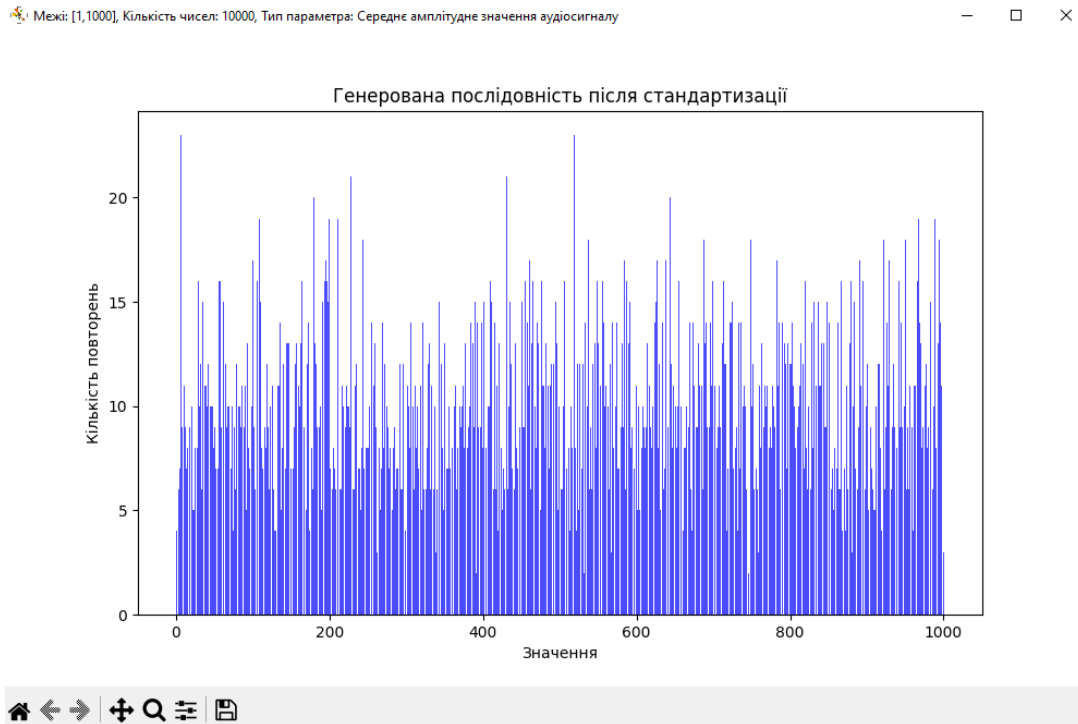 Межі: [1,1000], Кількість чисел: 10000, Тип параметра: Середнє амплітудне значення аудіосигналу
Генерована послідовність після стандартизації
Кількість повторень
20
15
10
5
0
0 200 400 600 800 1000
Значення